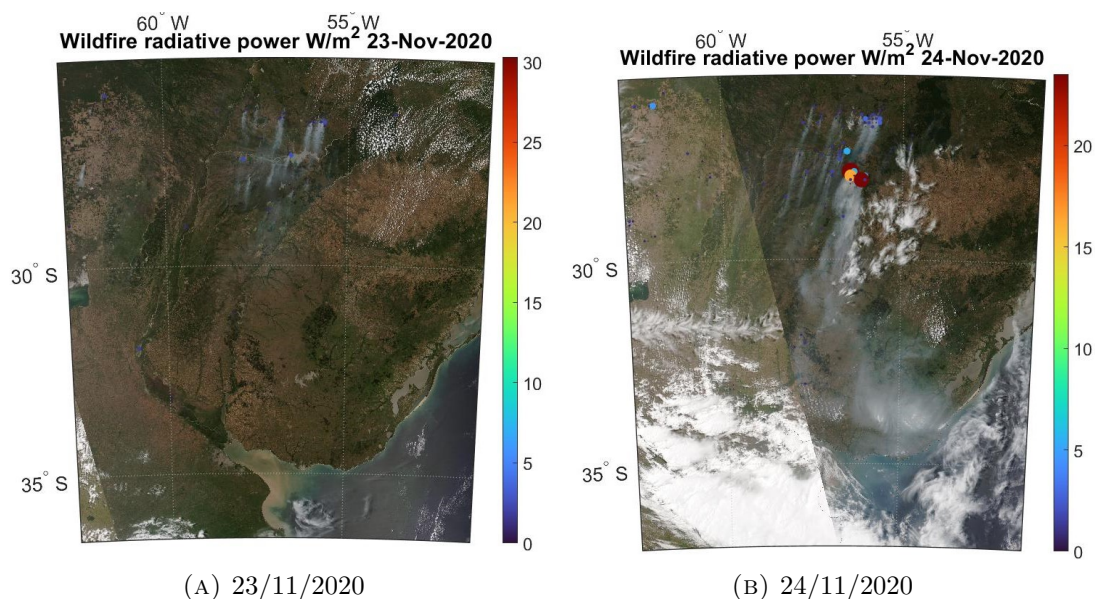 60° W 55° W
Wildfire radiative power W/m² 23-Nov-2020
30
25
20
15
10
5
0
30° S
35° S
(A) 23/11/2020
60° W 55° W
Wildfire radiative power W/m² 24-Nov-2020
20
15
10
5
0
30° S
35° S
(B) 24/11/2020